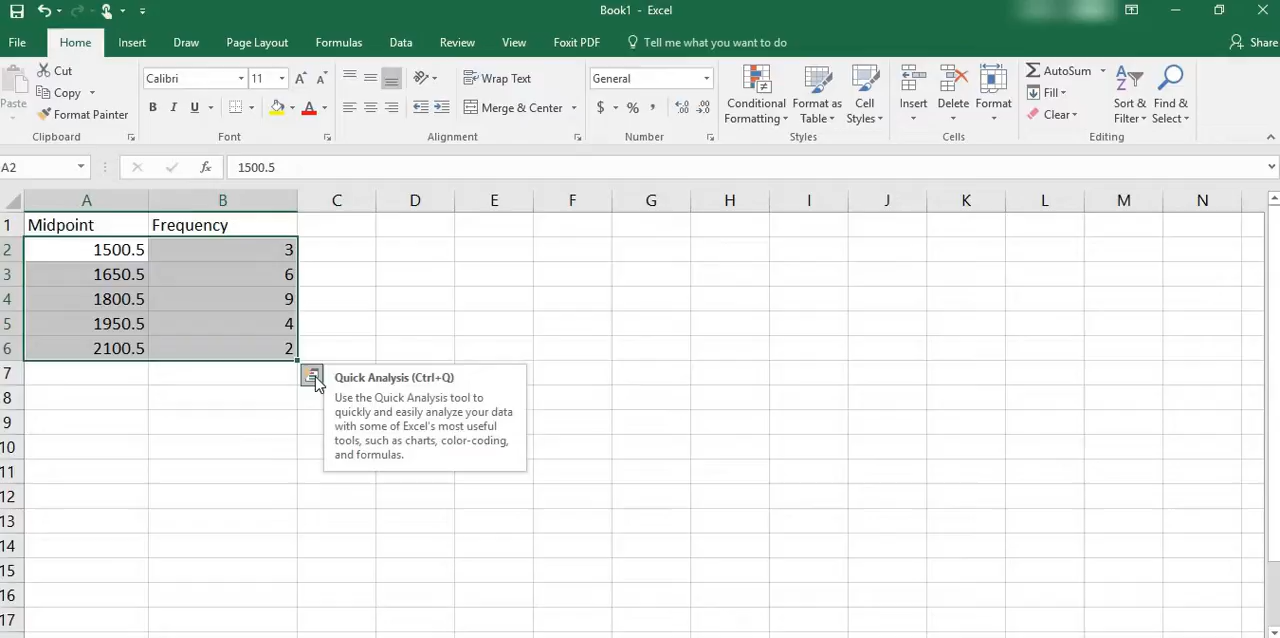 Book1 - Excel
File Home Insert Draw Page Layout Formulas Data Review View Foxit PDF Tell me what you want to do Share
Paste
Cut
Copy
Format Painter
Clipboard
Calibri 11
B I U
Font
Wrap Text
Merge & Center
Alignment
General
$ % ,
Number
Conditional
Formatting
Format as
Table
Cell
Styles
Styles
Insert Delete Format
Cells
AutoSum
Fill
Clear
Sort &
Filter
Find &
Select
Editing
A2 fx 1500.5
A B C D E F G H I J K L M N
1 Midpoint Frequency
2 1500.5 3
3 1650.5 6
4 1800.5 9
5 1950.5 4
6 2100.5 2
7
Quick Analysis (Ctrl+Q)
8
Use the Quick Analysis tool to
quickly and easily analyze your data
with some of Excel's most useful
tools, such as charts, color-coding,
and formulas.
9
10
11
12
13
14
15
16
17